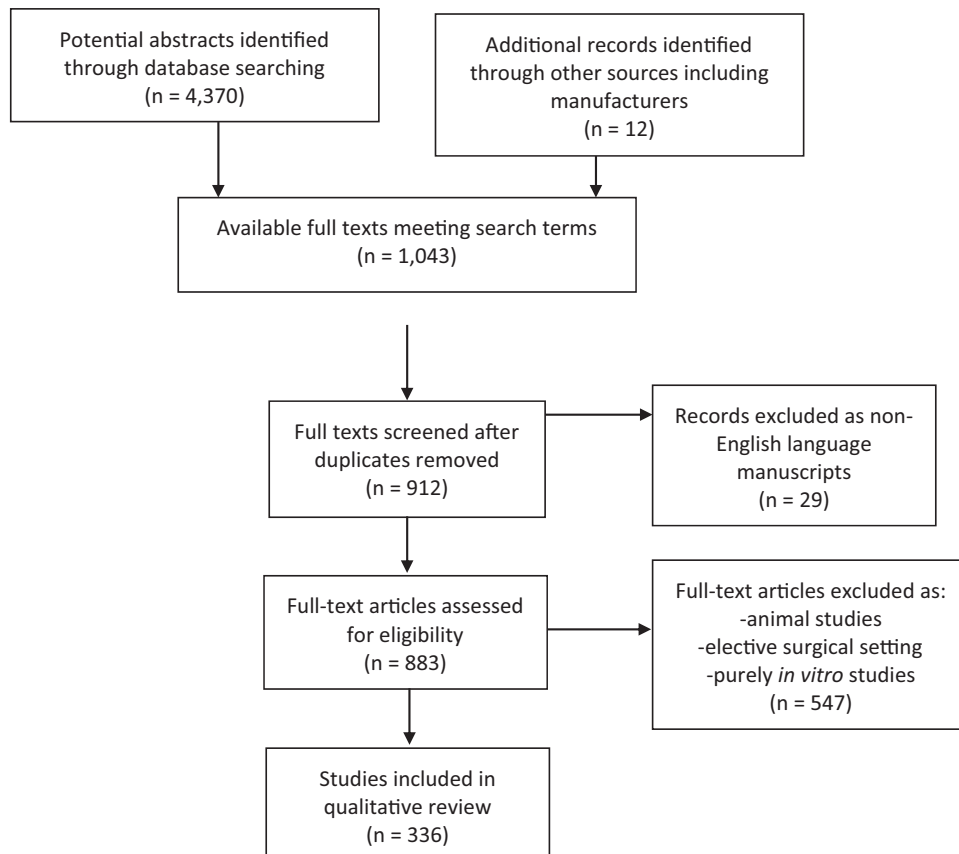 Potential abstracts identified
through database searching
(n = 4,370)
Additional records identified
through other sources including
manufacturers
(n = 12)
Available full texts meeting search terms
(n = 1,043)
Full texts screened after
duplicates removed
(n = 912)
Records excluded as non-
English language
manuscripts
(n = 29)
Full-text articles assessed
for eligibility
(n = 883)
Full-text articles excluded as:
-animal studies
-elective surgical setting
-purely in vitro studies
(n = 547)
Studies included in
qualitative review
(n = 336)